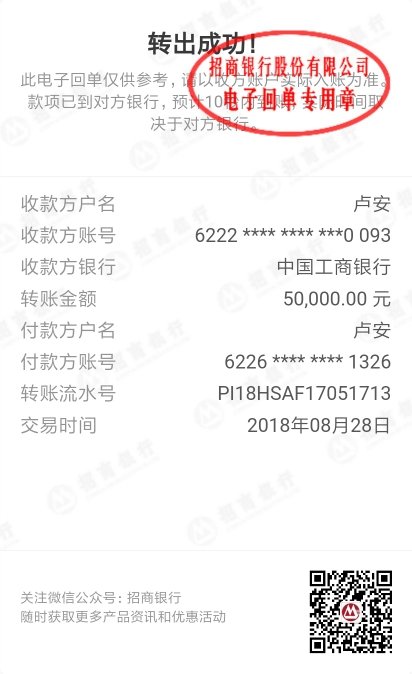 转出成功!
招商银行股份有限公司
电子回单专用章
此电子回单仅供参考,请以收方账户实际入账为准。
款项已到对方银行,预计10 内到 时间取
决于对方银行。
收款方户名 卢安
收款方账号 6222 **** **** ***0 093
收款方银行 中国工商银行
转账金额 50,000.00 元
付款方户名 卢安
付款方账号 6226 **** **** 1326
转账流水号 PI18HSAF17051713
交易时间 2018年08月28日
招商银行
关注微信公众号: 招商银行
随时获取更多产品资讯和优惠活动